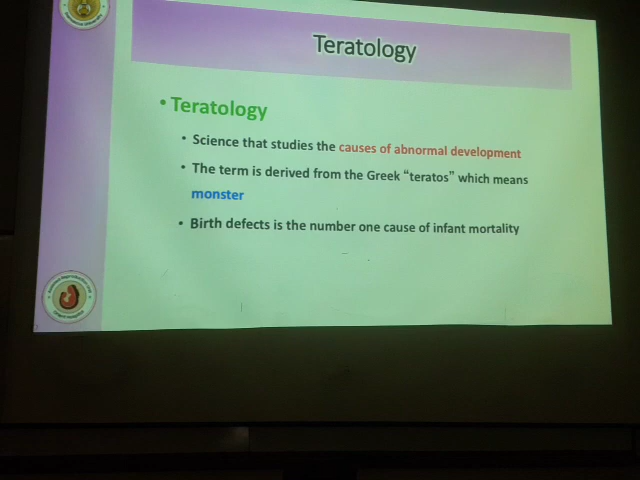 Teratology
• Teratology
• Science that studies the causes of abnormal development
• The term is derived from the Greek “teratos” which means
monster
• Birth defects is the number one cause of infant mortality